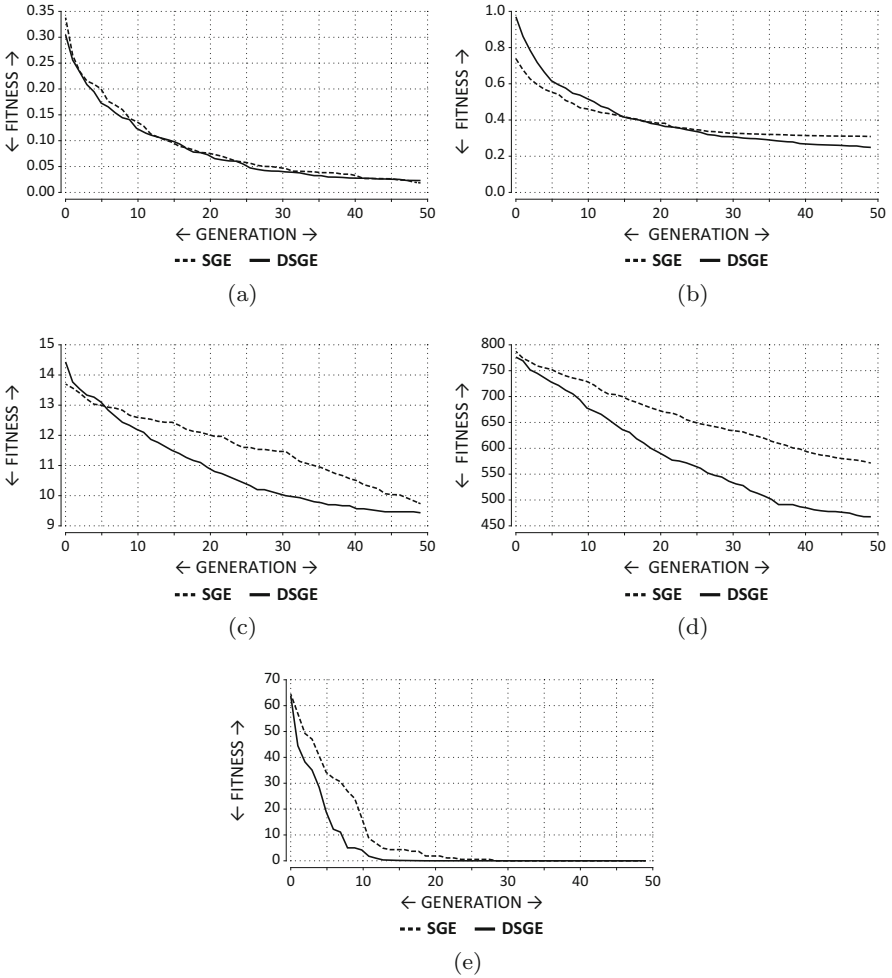 0.35
0.30
0.25
0.20
0.15
0.10
0.05
0.00
← FITNESS →
0 10 20 30 40 50
← GENERATION →
SGE DSGE
(a)
1.0
0.8
0.6
0.4
0.2
0.0
← FITNESS →
0 10 20 30 40 50
← GENERATION →
SGE DSGE
(b)
15
14
13
12
11
10
9
← FITNESS →
0 10 20 30 40 50
← GENERATION →
SGE DSGE
(c)
800
750
700
650
600
550
500
450
← FITNESS →
0 10 20 30 40 50
← GENERATION →
SGE DSGE
(d)
70
60
50
40
30
20
10
0
← FITNESS →
0 10 20 30 40 50
← GENERATION →
SGE DSGE
(e)